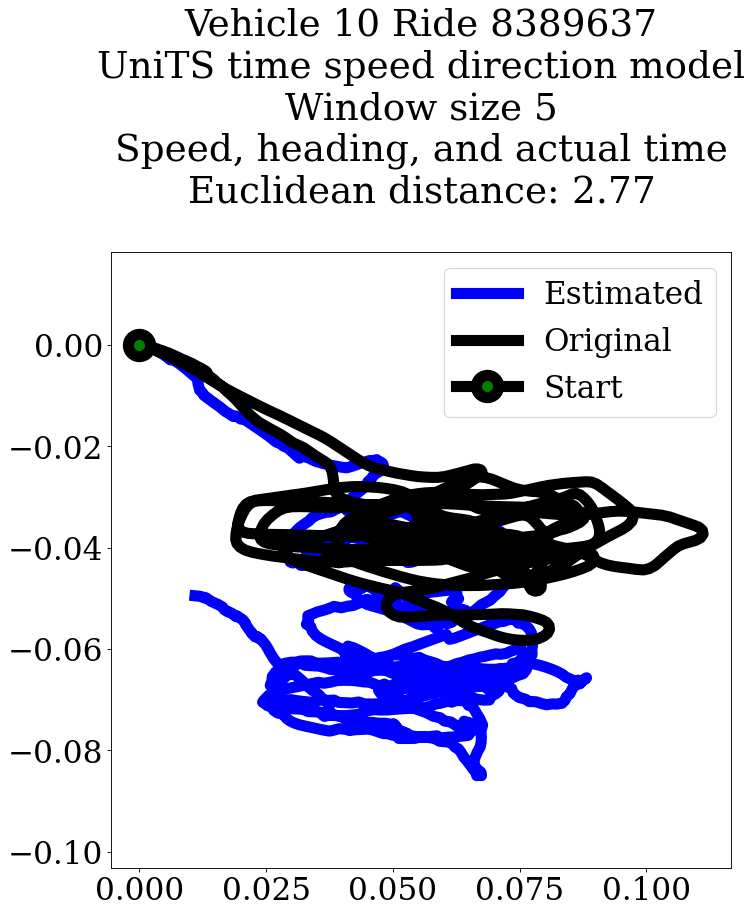 Vehicle 10 Ride 8389637
UniTS time speed direction model
Window size 5
Speed, heading, and actual time
Euclidean distance: 2.77
Estimated
Original
Start
0.00
−0.02
−0.04
−0.06
−0.08
−0.10
0.000 0.025 0.050 0.075 0.100